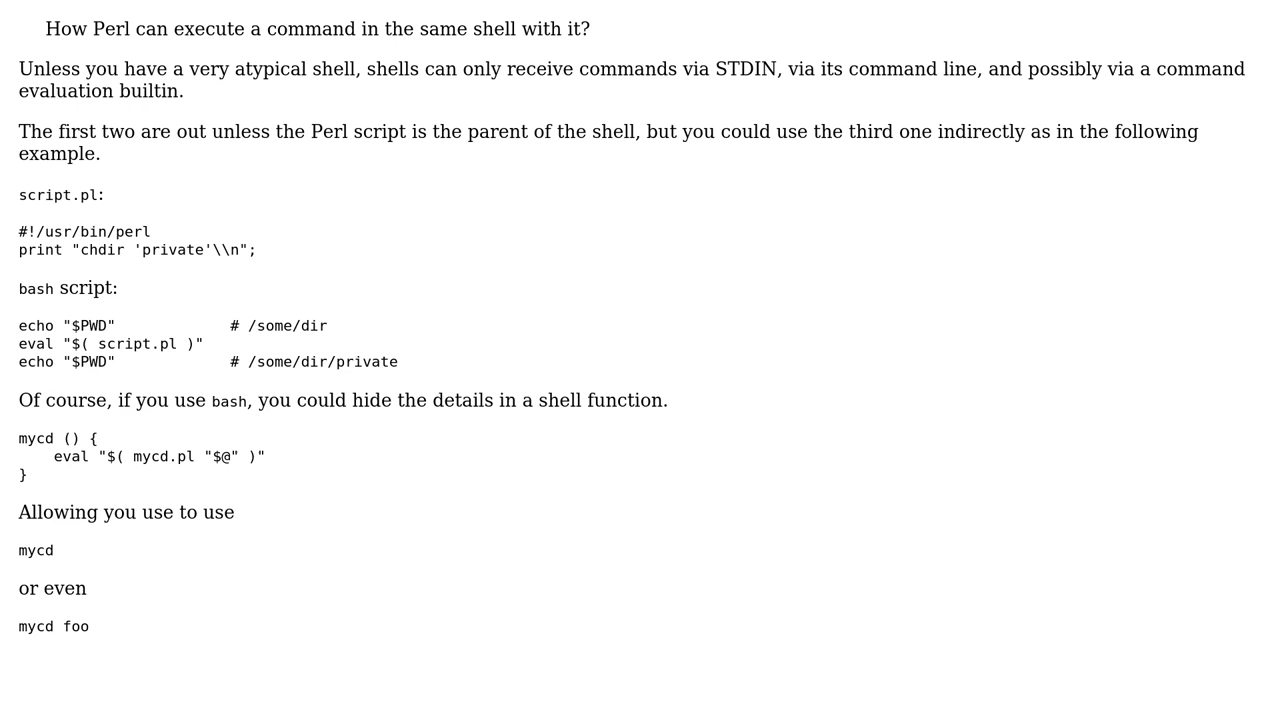 How Perl can execute a command in the same shell with it?
Unless you have a very atypical shell, shells can only receive commands via STDIN, via its command line, and possibly via a command
evaluation builtin.
The first two are out unless the Perl script is the parent of the shell, but you could use the third one indirectly as in the following
example.
script.pl:
#!/usr/bin/perl
print "chdir 'private'\\n";
bash script:
echo "$PWD"             # /some/dir
eval "$( script.pl )"
echo "$PWD"             # /some/dir/private
Of course, if you use bash, you could hide the details in a shell function.
mycd () {
    eval "$( mycd.pl "$@" )"
}
Allowing you use to use
mycd
or even
mycd foo